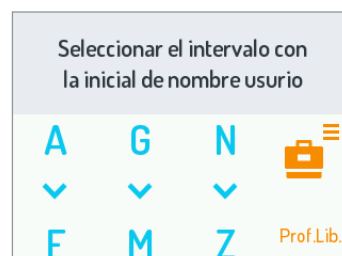 Seleccionar el intervalo con
la inicial de nombre usurio
A G N
F M Z Prof.Lib.